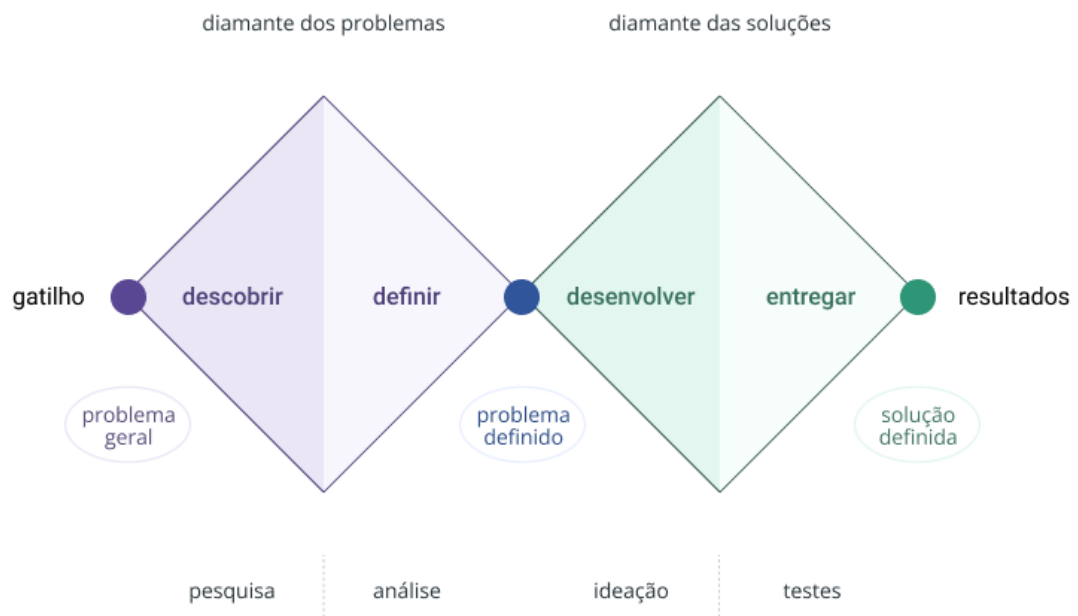 diamante dos problemas
diamante das soluções
gatilho
descobrir
definir
desenvolver
entregar
resultados
problema
geral
problema
definido
solução
definida
pesquisa
análise
ideação
testes